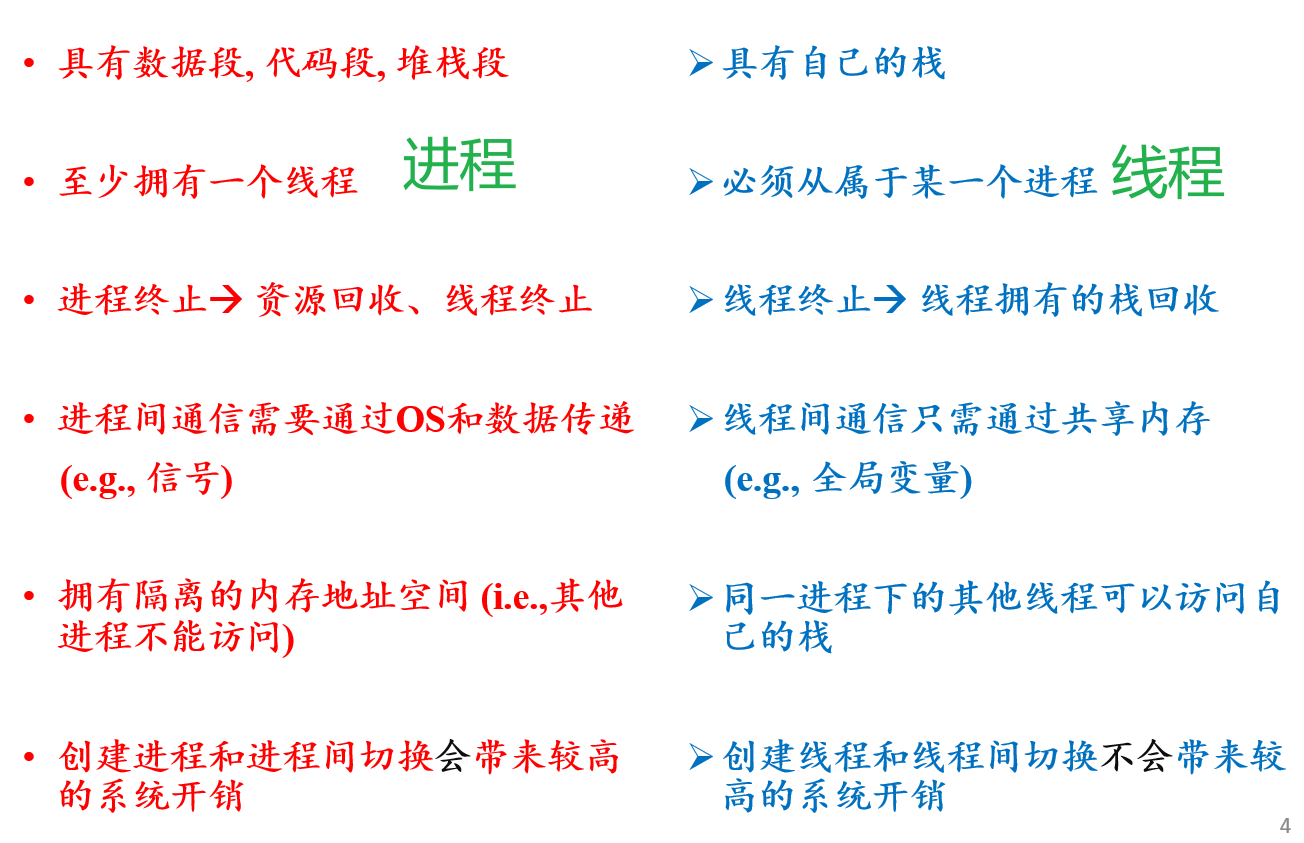 • 具有数据段, 代码段, 堆栈段
• 至少拥有一个线程
进程
• 进程终止→ 资源回收、线程终止
• 进程间通信需要通过OS和数据传递
(e.g., 信号)
• 拥有隔离的内存地址空间 (i.e.,其他
进程不能访问)
• 创建进程和进程间切换会带来较高
的系统开销
➢ 具有自己的栈
➢ 必须从属于某一个进程
线程
➢ 线程终止→ 线程拥有的栈回收
➢ 线程间通信只需通过共享内存
(e.g., 全局变量)
➢ 同一进程下的其他线程可以访问自
己的栈
➢ 创建线程和线程间切换不会带来较
高的系统开销
4